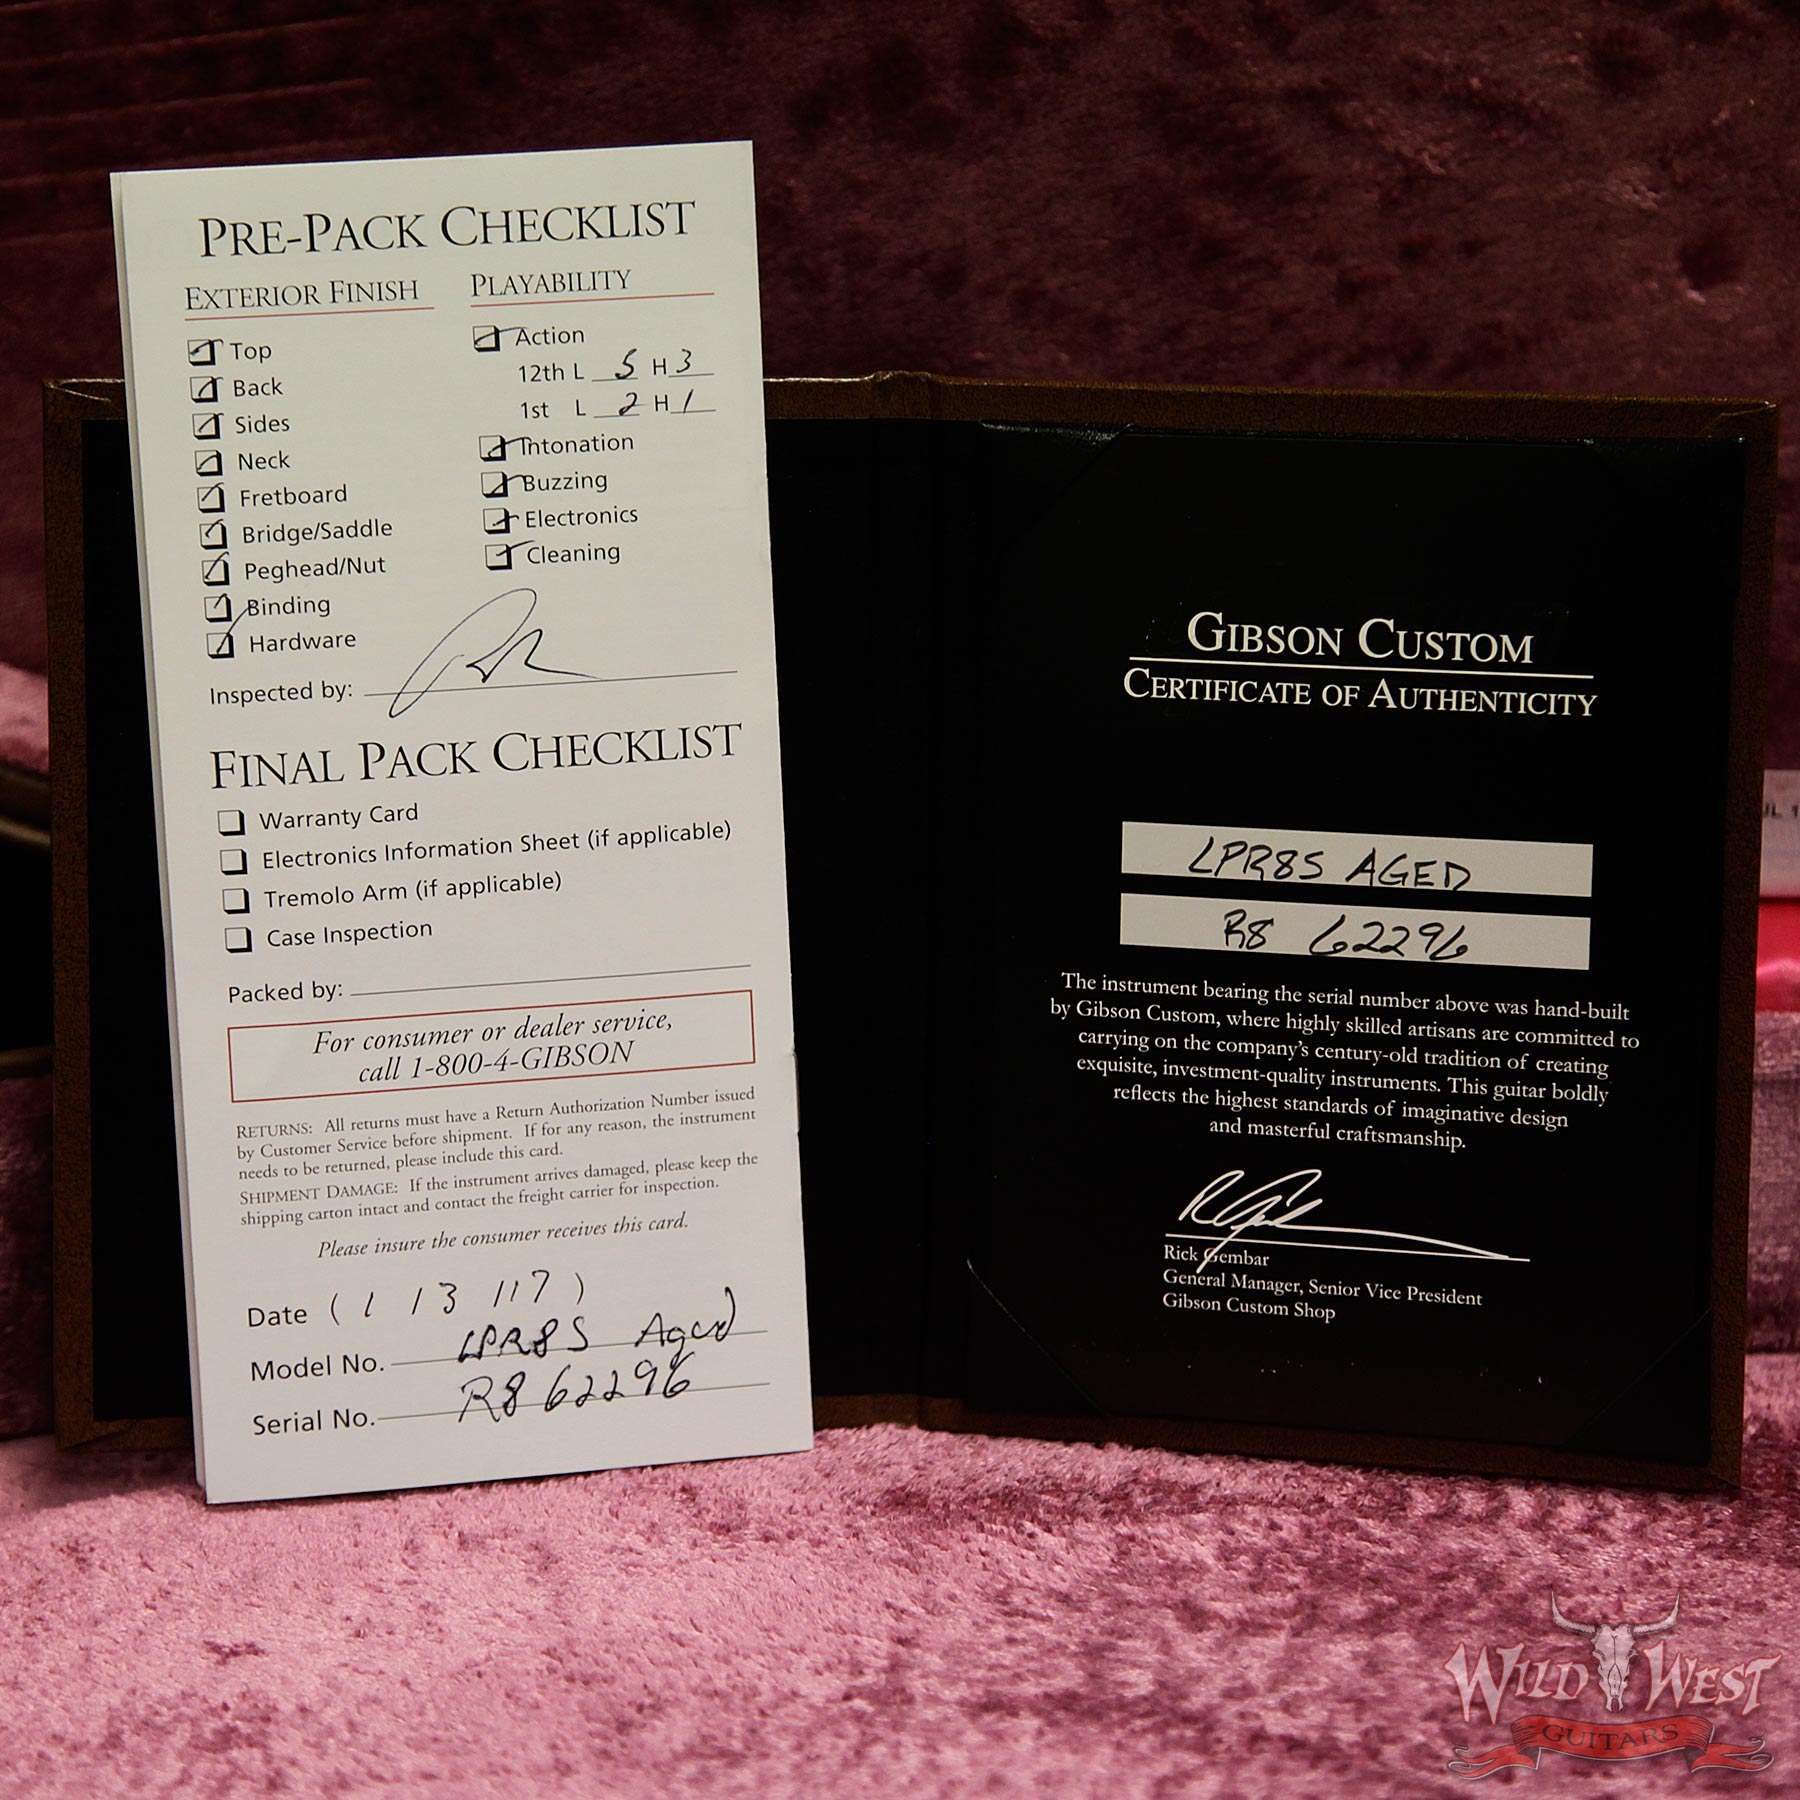 PRE-PACK CHECKLIST
EXTERIOR FINISH
Top
Back
Sides
Neck
Fretboard
Bridge/Saddle
Peghead/Nut
Binding
Hardware
PLAYABILITY
Action
12th L 5 H 3
1st L 2 H 1
Intonation
Buzzing
Electronics
Cleaning
Inspected by:
FINAL PACK CHECKLIST
Warranty Card
Electronics Information Sheet (if applicable)
Tremolo Arm (if applicable)
Case Inspection
Packed by:
For consumer or dealer service,
call 1-800-4-GIBSON
RETURNS: All returns must have a Return Authorization Number issued
by Customer Service before shipment. If for any reason, the instrument
needs to be returned, please include this card.
SHIPMENT DAMAGE: If the instrument arrives damaged, please keep the
shipping carton intact and contact the freight carrier for inspection.
Please insure the consumer receives this card.
Date (1 / 3 / 17)
Model No. LPR8S Aged
Serial No. R8 62296
GIBSON CUSTOM
CERTIFICATE OF AUTHENTICITY
LPR8S AGED
R8 62296
The instrument bearing the serial number above was hand-built
by Gibson Custom, where highly skilled artisans are committed to
carrying on the company's century-old tradition of creating
exquisite, investment-quality instruments. This guitar boldly
reflects the highest standards of imaginative design
and masterful craftsmanship.
Rick Gembar
General Manager, Senior Vice President
Gibson Custom Shop
WILD WEST
GUITARS